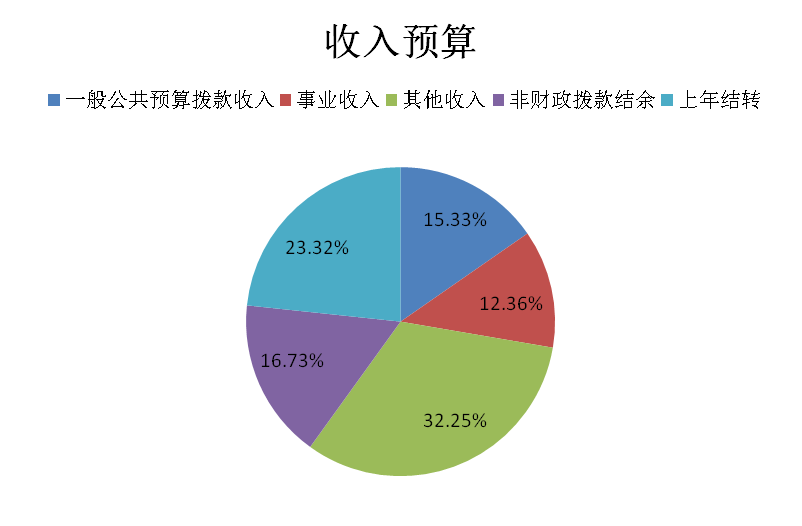 收入预算
一般公共预算拨款收入 事业收入 其他收入 非财政拨款结余 上年结转
15.33%
23.32%
12.36%
16.73%
32.25%